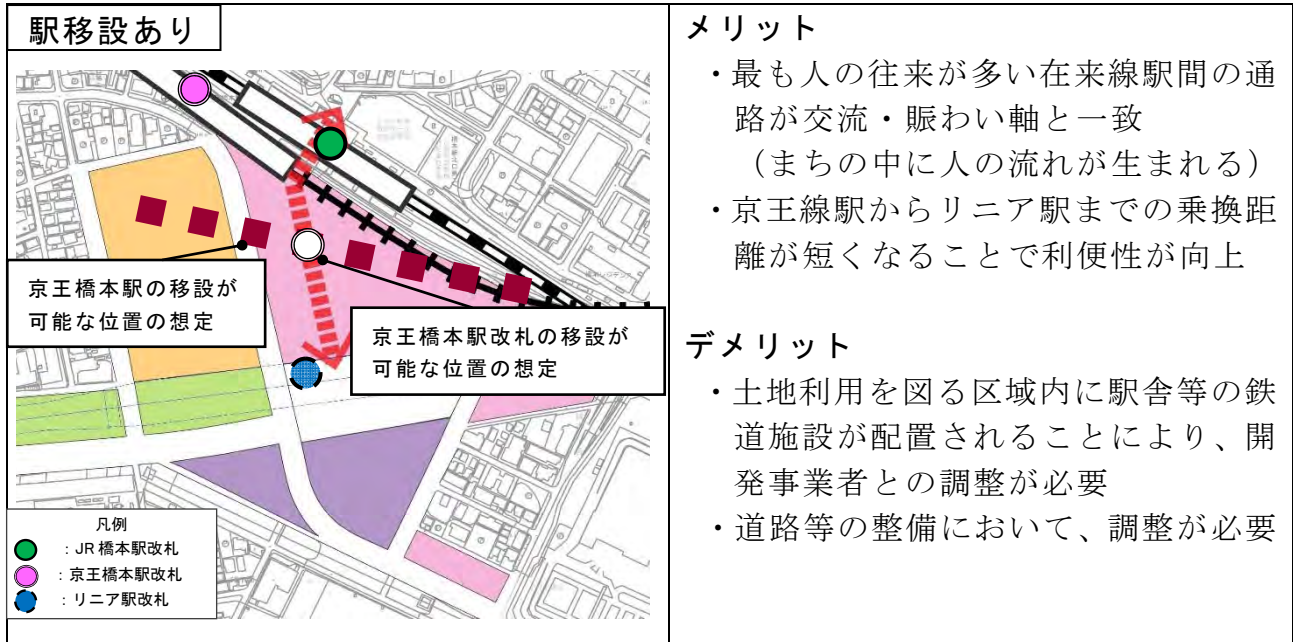 駅移設あり
京王橋本駅の移設が
可能な位置の想定
京王橋本駅改札の移設が
可能な位置の想定
凡例
：JR橋本駅改札
：京王橋本駅改札
：リニア駅改札
メリット
・最も人の往来が多い在来線駅間の通
路が交流・賑わい軸と一致
（まちの中に人の流れが生まれる）
・京王線駅からリニア駅までの乗換距
離が短くなることで利便性が向上
デメリット
・土地利用を図る区域内に駅舎等の鉄
道施設が配置されることにより、開
発事業者との調整が必要
・道路等の整備において、調整が必要